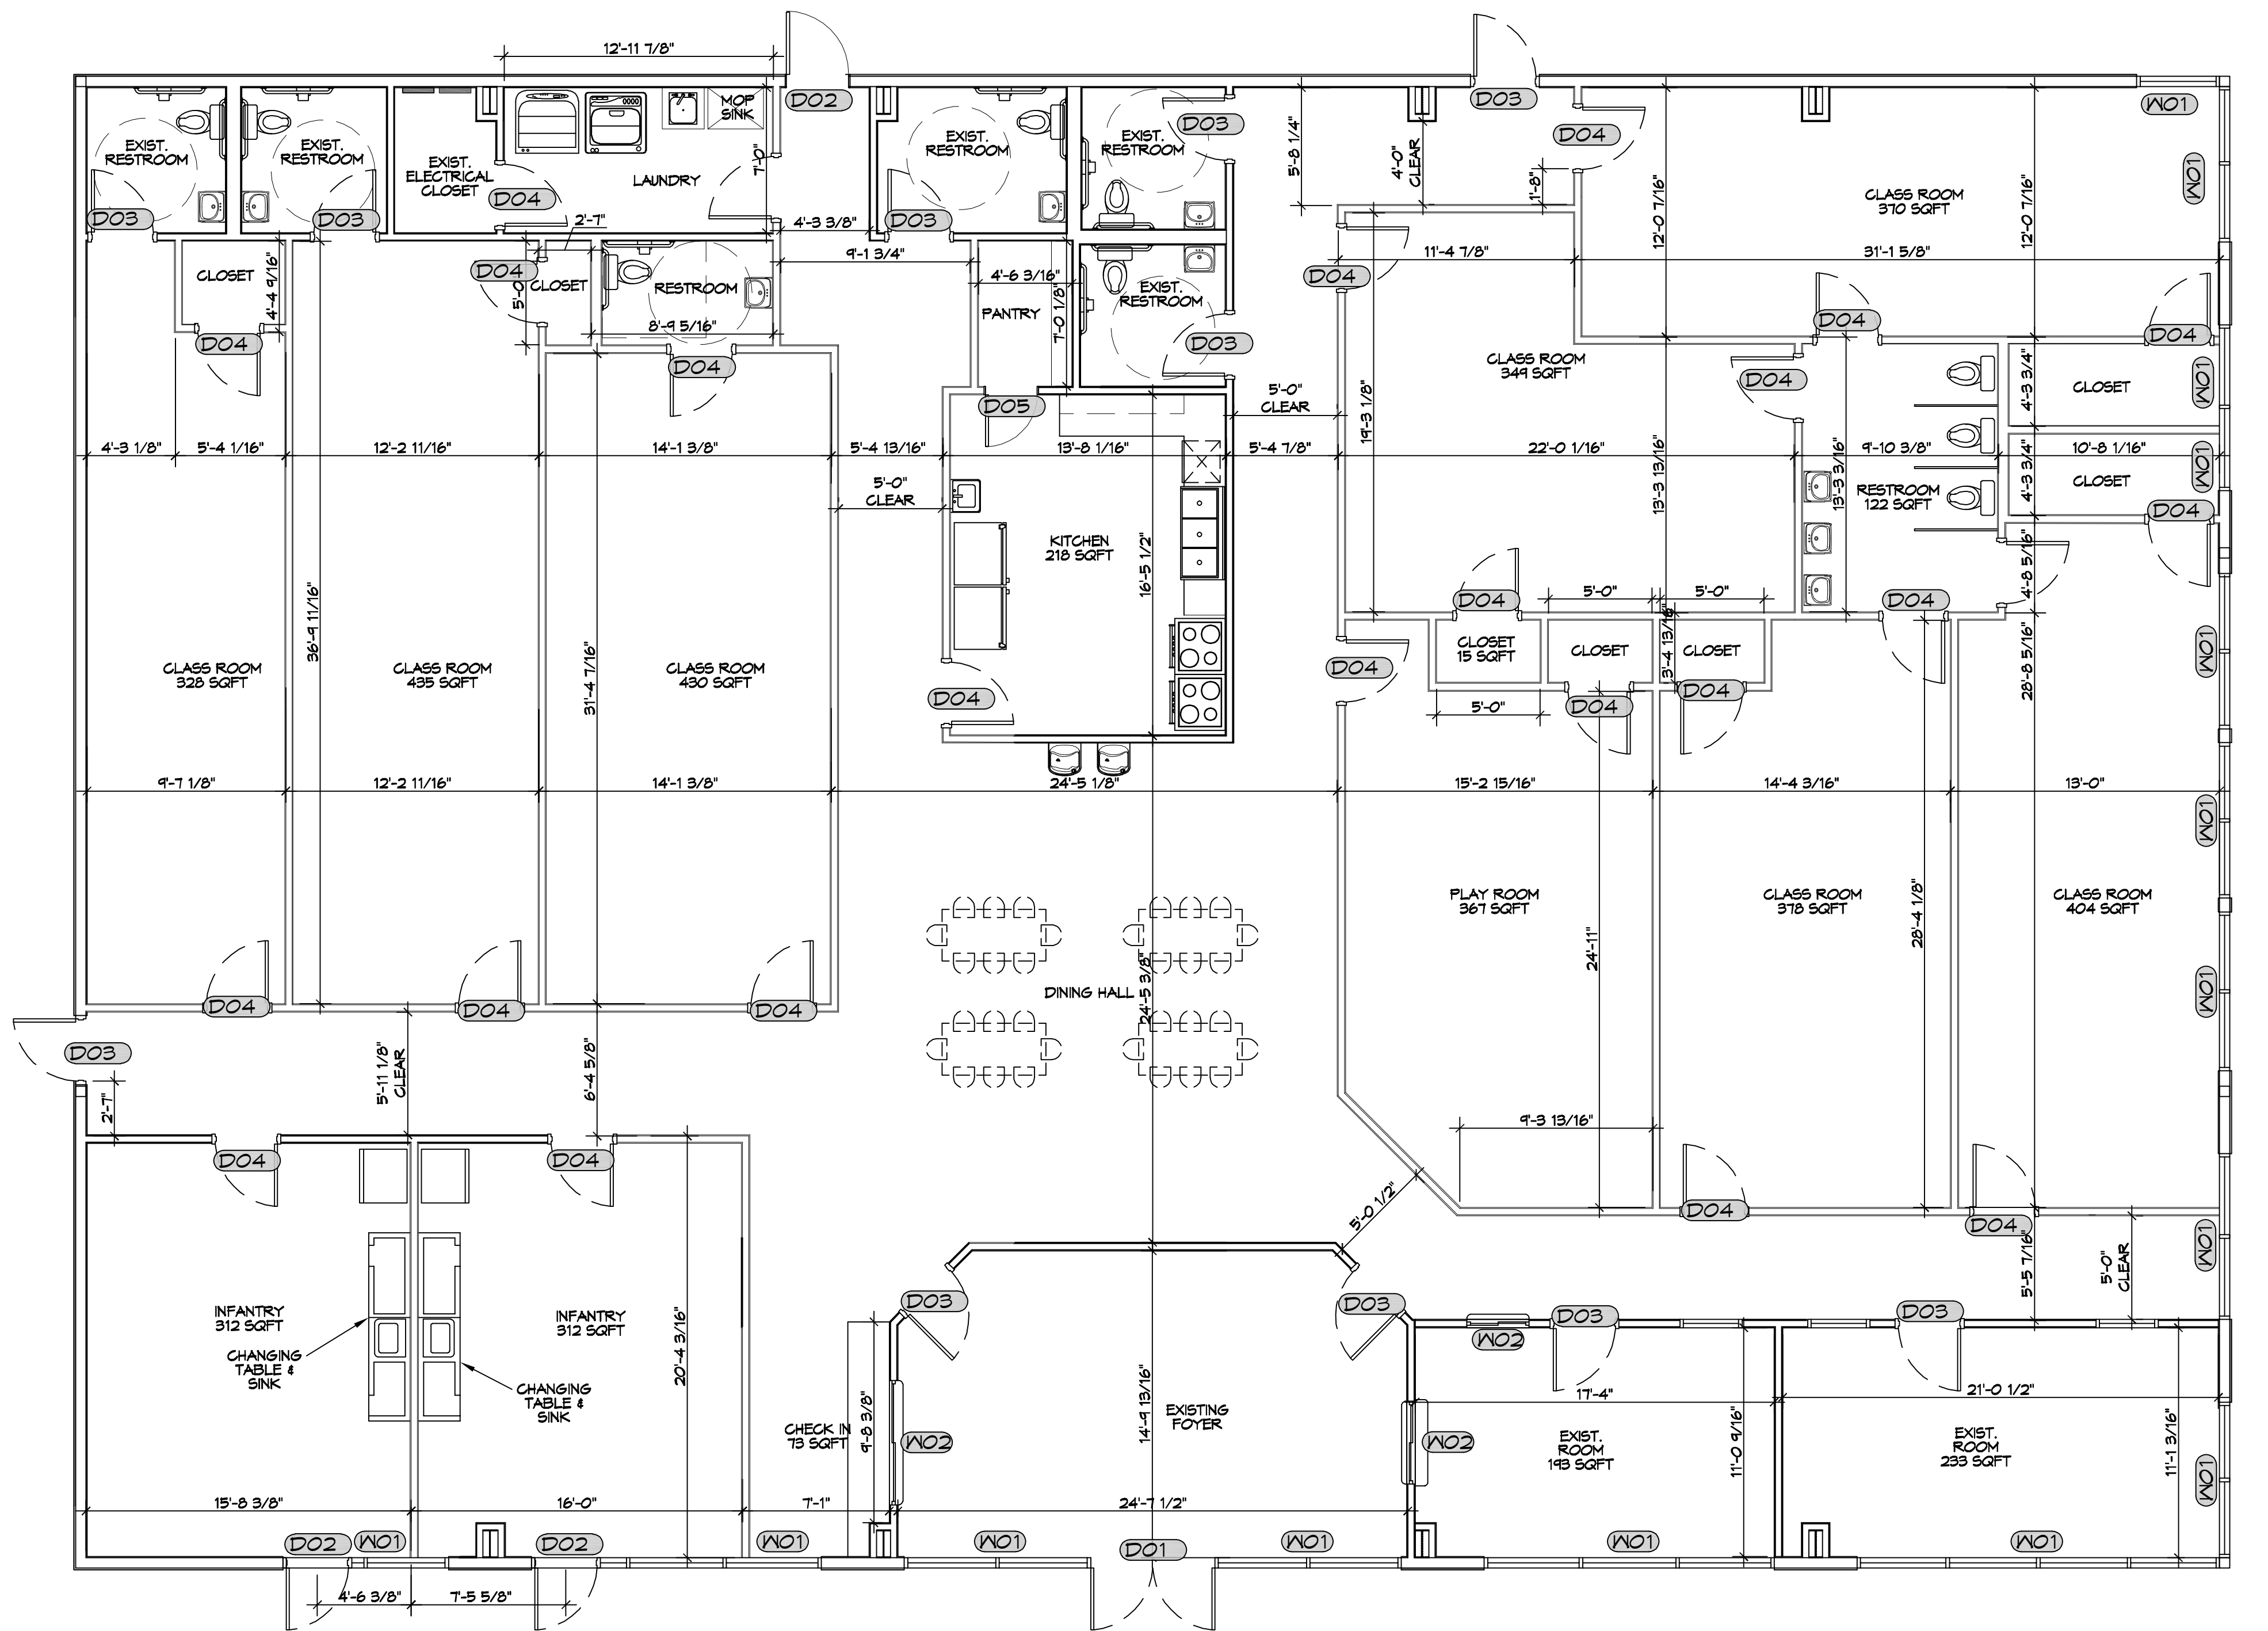 12'-11 7/8"
D02
D03
MOP
SINK
W01
EXIST.
RESTROOM
EXIST.
RESTROOM
EXIST.
ELECTRICAL
CLOSET
LAUNDRY
7'-0"
EXIST.
RESTROOM
EXIST.
RESTROOM
D03
5'-8 1/4"
4'-0"
CLEAR
D04
1'-8"
12'-0 7/16"
CLASS ROOM
370 SQFT
12'-0 7/16"
W01
D03
D03
D04
2'-7"
4'-3 3/8"
D03
9'-1 3/4"
11'-4 7/8"
31'-1 5/8"
CLOSET
4'-4 9/16"
D04
5'-0"
CLOSET
RESTROOM
4'-6 3/16"
PANTRY
7'-0 1/8"
EXIST.
RESTROOM
D04
8'-9 5/16"
D03
D04
D04
D04
D04
CLASS ROOM
349 SQFT
D04
4'-3 3/4"
CLOSET
W01
D05
5'-0"
CLEAR
19'-3 1/8"
4'-3 1/8"
5'-4 1/16"
12'-2 11/16"
14'-1 3/8"
5'-4 13/16"
13'-8 1/16"
5'-4 7/8"
22'-0 1/16"
9'-10 3/8"
10'-8 1/16"
W01
5'-0"
CLEAR
13'-3 13/16"
13'-3 3/16"
RESTROOM
122 SQFT
4'-3 3/4"
CLOSET
D04
KITCHEN
218 SQFT
16'-5 1/2"
4'-8 5/16"
36'-9 11/16"
D04
5'-0"
5'-0"
D04
CLASS ROOM
328 SQFT
CLASS ROOM
435 SQFT
31'-4 7/16"
CLASS ROOM
430 SQFT
D04
D04
CLOSET
15 SQFT
CLOSET
3'-4 13/16"
CLOSET
28'-8 5/16"
W01
D04
D04
5'-0"
9'-7 1/8"
12'-2 11/16"
14'-1 3/8"
24'-5 1/8"
15'-2 15/16"
14'-4 3/16"
13'-0"
W01
PLAY ROOM
367 SQFT
24'-11"
CLASS ROOM
378 SQFT
28'-4 1/8"
CLASS ROOM
404 SQFT
DINING HALL
24'-5 3/8"
W01
D04
D04
D04
D03
2'-7"
5'-11 1/8"
CLEAR
6'-4 5/8"
9'-3 13/16"
D04
D04
5'-0 1/2"
D04
D04
5'-5 7/16"
5'-0"
CLEAR
W01
INFANTRY
312 SQFT
INFANTRY
312 SQFT
20'-4 3/16"
D03
D03
D03
D03
W02
CHANGING
TABLE &
SINK
CHANGING
TABLE &
SINK
17'-4"
21'-0 1/2"
CHECK IN
73 SQFT
9'-8 3/8"
W02
14'-9 13/16"
EXISTING
FOYER
W02
EXIST.
ROOM
193 SQFT
11'-0 9/16"
EXIST.
ROOM
233 SQFT
11'-1 3/16"
W01
15'-8 3/8"
16'-0"
7'-1"
24'-7 1/2"
D02
W01
D02
W01
W01
D01
W01
W01
W01
4'-6 3/8"
7'-5 5/8"